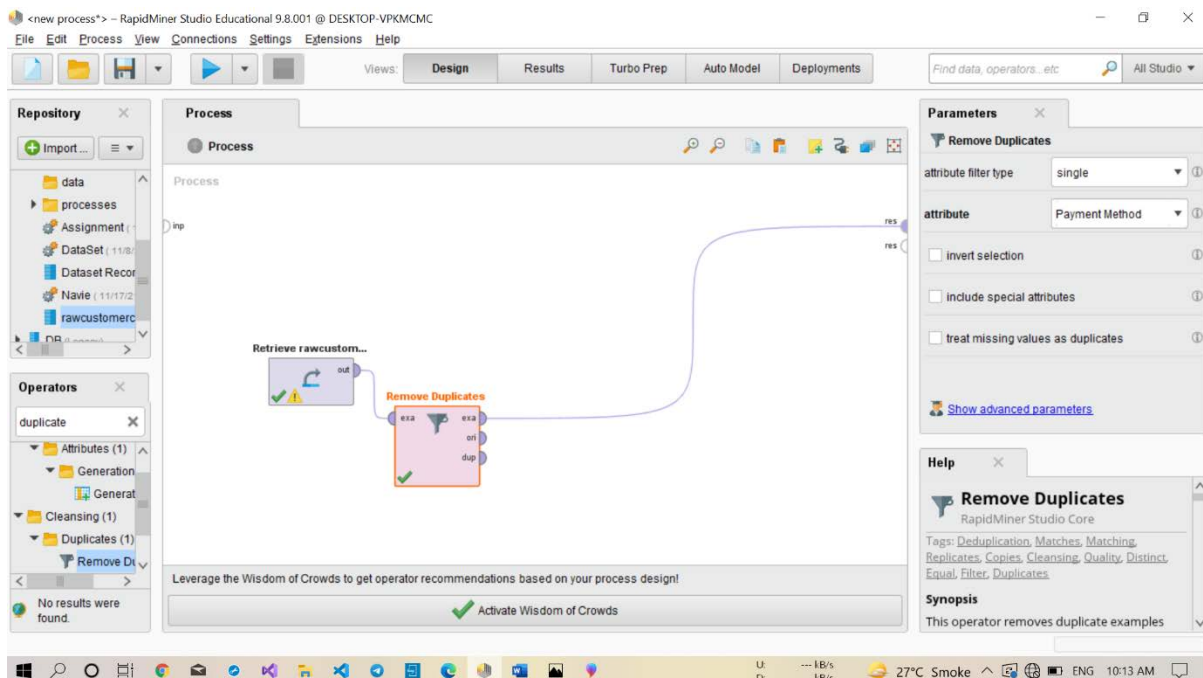 <new process*> – RapidMiner Studio Educational 9.8.001 @ DESKTOP-VPKMCMC
File Edit Process View Connections Settings Extensions Help
Views: Design Results Turbo Prep Auto Model Deployments
Find data, operators...etc
All Studio
Repository
Import...
data
processes
Assignment (
DataSet ( 11/8/
Dataset Recor
Navie ( 11/17/2
rawcustomerc
DB
Operators
duplicate
Attributes (1)
Generation
Generat
Cleansing (1)
Duplicates (1)
Remove Du
No results were
found.
Process
Process
Process
inp
res
res
Retrieve rawcustom...
out
Remove Duplicates
exa exa
ori
dup
Leverage the Wisdom of Crowds to get operator recommendations based on your process design!
Activate Wisdom of Crowds
Parameters
Remove Duplicates
attribute filter type single
attribute Payment Method
invert selection
include special attributes
treat missing values as duplicates
Show advanced parameters
Help
Remove Duplicates
RapidMiner Studio Core
Tags: Deduplication, Matches, Matching,
Replicates, Copies, Cleansing, Quality, Distinct,
Equal, Filter, Duplicates
Synopsis
This operator removes duplicate examples
U: --- kB/s
27°C Smoke ENG 10:13 AM